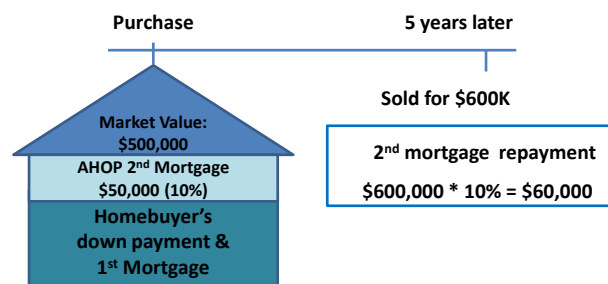 Purchase
5 years later
Market Value:
$500,000
AHOP 2nd Mortgage
$50,000 (10%)
Homebuyer's
down payment &
1st Mortgage
Sold for $600K
2nd mortgage repayment
$600,000 * 10% = $60,000